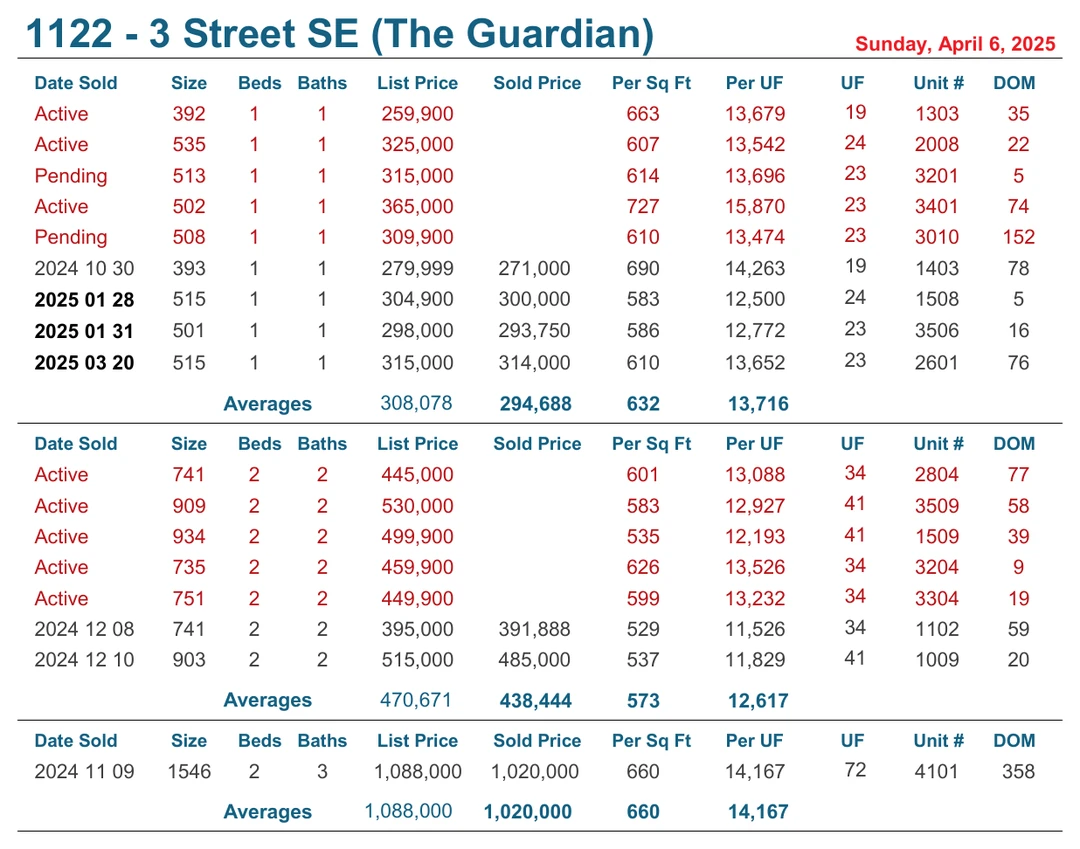 1122 - 3 Street SE (The Guardian)
Sunday, April 6, 2025
Date Sold Size Beds Baths List Price Sold Price Per Sq Ft Per UF UF Unit # DOM
Active 392 1 1 259,900 663 13,679 19 1303 35
Active 535 1 1 325,000 607 13,542 24 2008 22
Pending 513 1 1 315,000 614 13,696 23 3201 5
Active 502 1 1 365,000 727 15,870 23 3401 74
Pending 508 1 1 309,900 610 13,474 23 3010 152
2024 10 30 393 1 1 279,999 271,000 690 14,263 19 1403 78
2025 01 28 515 1 1 304,900 300,000 583 12,500 24 1508 5
2025 01 31 501 1 1 298,000 293,750 586 12,772 23 3506 16
2025 03 20 515 1 1 315,000 314,000 610 13,652 23 2601 76
Averages 308,078 294,688 632 13,716
Date Sold Size Beds Baths List Price Sold Price Per Sq Ft Per UF UF Unit # DOM
Active 741 2 2 445,000 601 13,088 34 2804 77
Active 909 2 2 530,000 583 12,927 41 3509 58
Active 934 2 2 499,900 535 12,193 41 1509 39
Active 735 2 2 459,900 626 13,526 34 3204 9
Active 751 2 2 449,900 599 13,232 34 3304 19
2024 12 08 741 2 2 395,000 391,888 529 11,526 34 1102 59
2024 12 10 903 2 2 515,000 485,000 537 11,829 41 1009 20
Averages 470,671 438,444 573 12,617
Date Sold Size Beds Baths List Price Sold Price Per Sq Ft Per UF UF Unit # DOM
2024 11 09 1546 2 3 1,088,000 1,020,000 660 14,167 72 4101 358
Averages 1,088,000 1,020,000 660 14,167